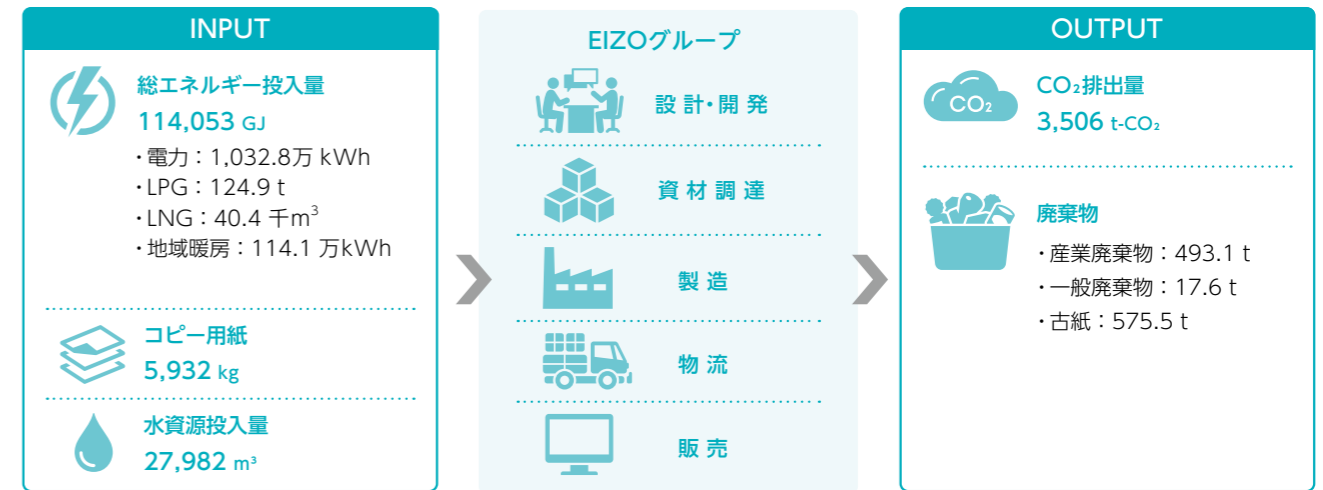 INPUT
総エネルギー投入量
114,053 GJ
・電力：1,032.8万 kWh
・LPG：124.9 t
・LNG：40.4 千m³
・地域暖房：114.1 万kWh
コピー用紙
5,932 kg
水資源投入量
27,982 m³
EIZOグループ
設計・開発
資材調達
製造
物流
販売
OUTPUT
CO₂
CO₂排出量
3,506 t-CO₂
廃棄物
・産業廃棄物：493.1 t
・一般廃棄物：17.6 t
・古紙：575.5 t